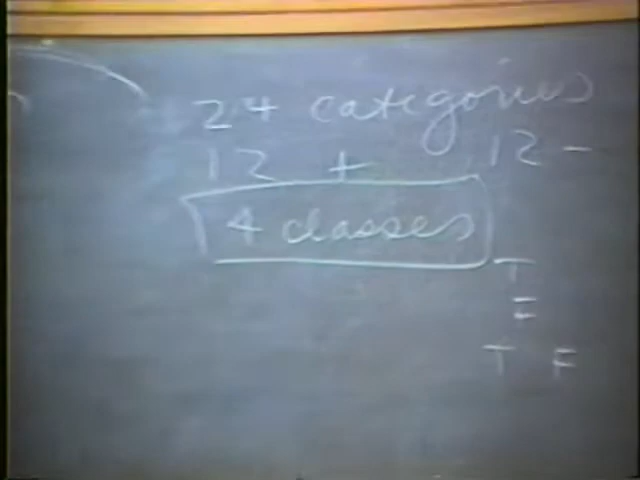 24 categories
12 + 12 -
4 classes
T
F
T F